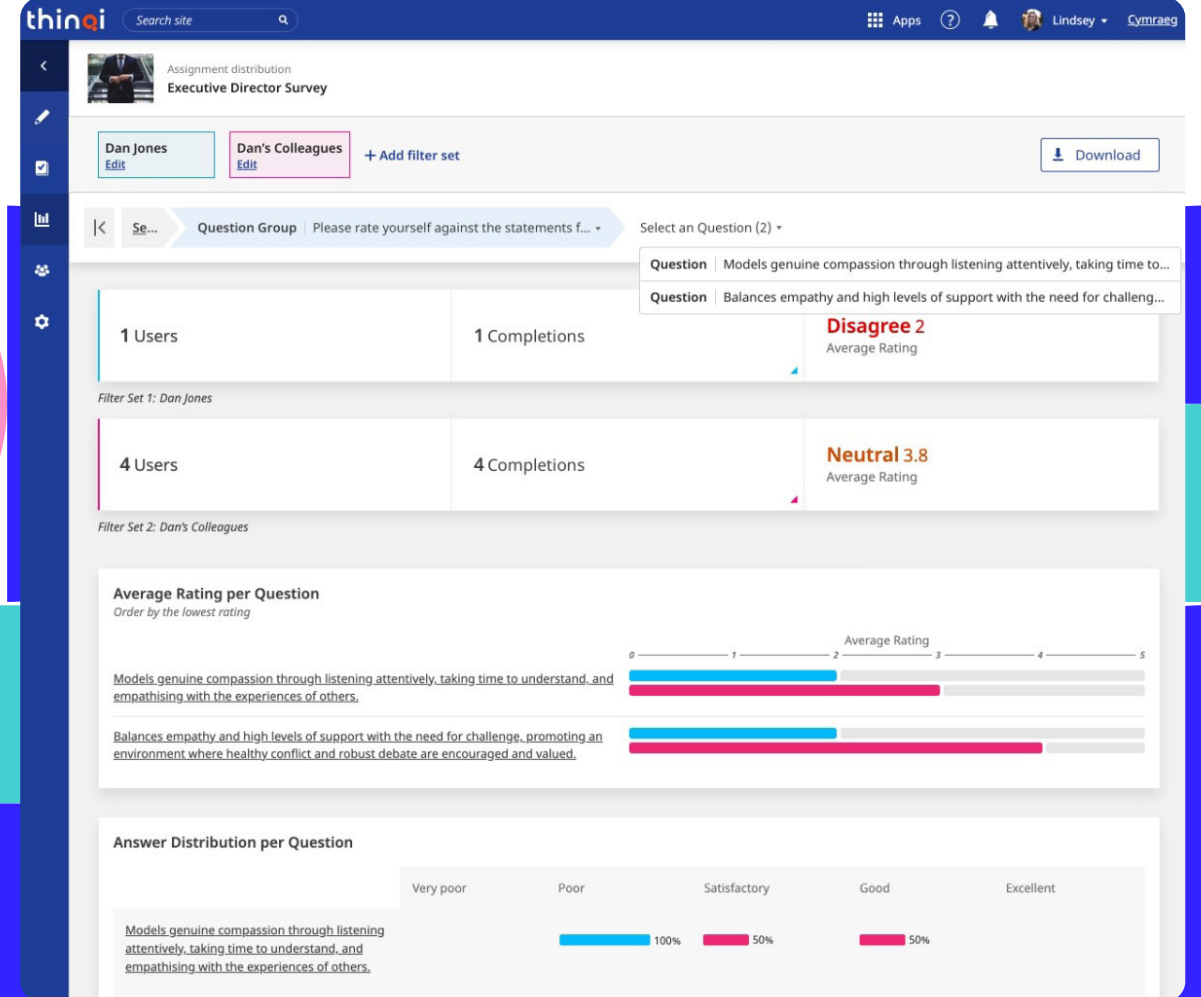 thinqi
Search site
Apps
?
Lindsey
Cymraeg
Assignment distribution
Executive Director Survey
Dan Jones
Edit
Dan's Colleagues
Edit
+ Add filter set
Download
Se...
Question Group | Please rate yourself against the statements f...
Select an Question (2)
Question | Models genuine compassion through listening attentively, taking time to...
Question | Balances empathy and high levels of support with the need for challeng...
1 Users
1 Completions
Disagree 2
Average Rating
Filter Set 1: Dan Jones
4 Users
4 Completions
Neutral 3.8
Average Rating
Filter Set 2: Dan's Colleagues
Average Rating per Question
Order by the lowest rating
Average Rating
0 1 2 3 4 5
Models genuine compassion through listening attentively, taking time to understand, and
empathising with the experiences of others.
Balances empathy and high levels of support with the need for challenge, promoting an
environment where healthy conflict and robust debate are encouraged and valued.
Answer Distribution per Question
Very poor Poor Satisfactory Good Excellent
Models genuine compassion through listening
attentively, taking time to understand, and
empathising with the experiences of others.
100% 50% 50%